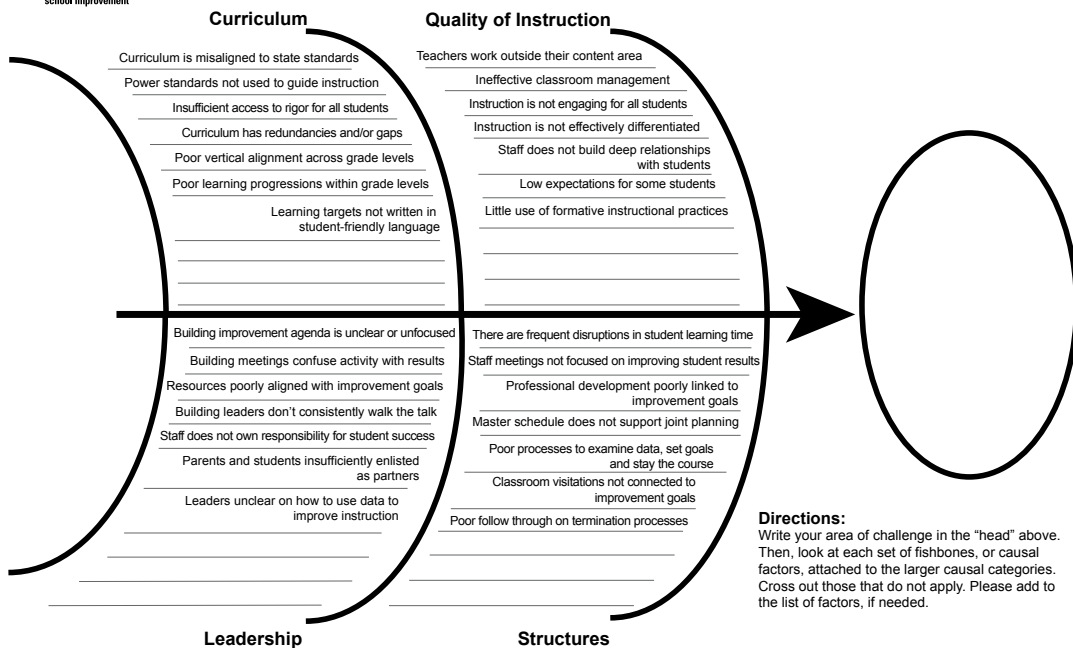 school improvement
Curriculum
Curriculum is misaligned to state standards
Power standards not used to guide instruction
Insufficient access to rigor for all students
Curriculum has redundancies and/or gaps
Poor vertical alignment across grade levels
Poor learning progressions within grade levels
Learning targets not written in
student-friendly language
Quality of Instruction
Teachers work outside their content area
Ineffective classroom management
Instruction is not engaging for all students
Instruction is not effectively differentiated
Staff does not build deep relationships
with students
Low expectations for some students
Little use of formative instructional practices
Building improvement agenda is unclear or unfocused
Building meetings confuse activity with results
Resources poorly aligned with improvement goals
Building leaders don’t consistently walk the talk
Staff does not own responsibility for student success
Parents and students insufficiently enlisted
as partners
Leaders unclear on how to use data to
improve instruction
Leadership
There are frequent disruptions in student learning time
Staff meetings not focused on improving student results
Professional development poorly linked to
improvement goals
Master schedule does not support joint planning
Poor processes to examine data, set goals
and stay the course
Classroom visitations not connected to
improvement goals
Poor follow through on termination processes
Structures
Directions:
Write your area of challenge in the “head” above.
Then, look at each set of fishbones, or causal
factors, attached to the larger causal categories.
Cross out those that do not apply. Please add to
the list of factors, if needed.